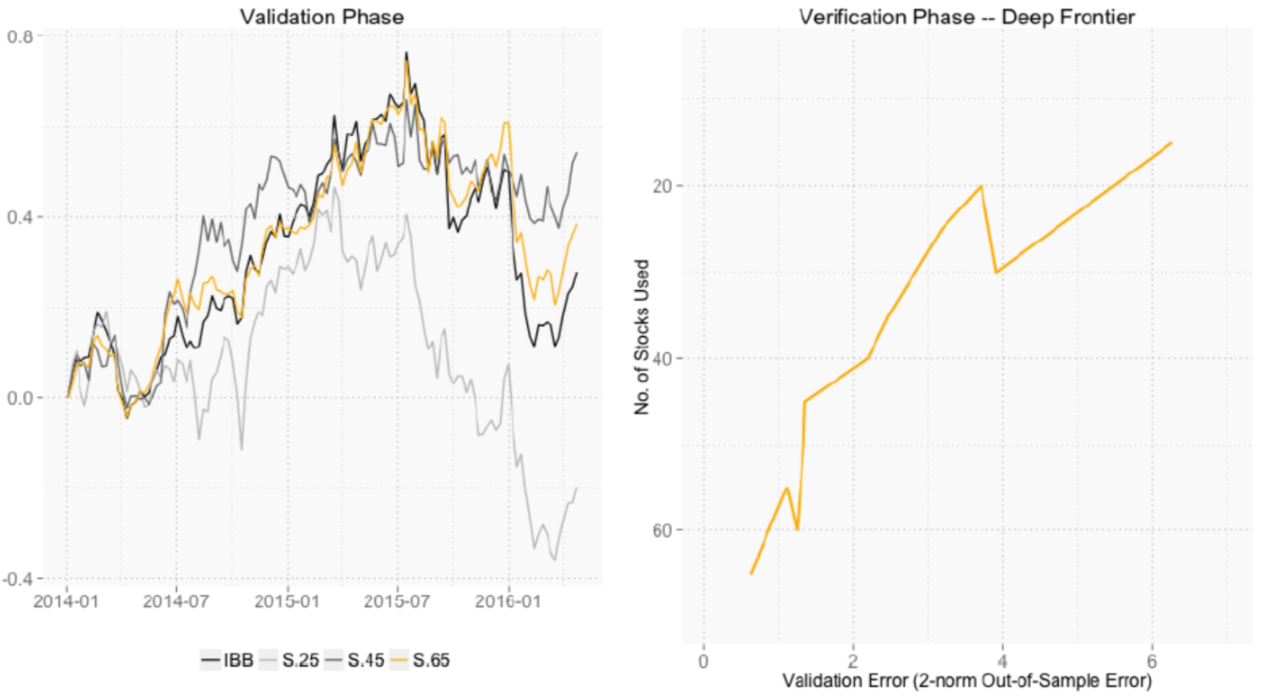 Validation Phase
0.8
0.4
0.0
-0.4
2014-01 2014-07 2015-01 2015-07 2016-01
IBB S.25 S.45 S.65
Verification Phase -- Deep Frontier
No. of Stocks Used
20
40
60
0 2 4 6
Validation Error (2-norm Out-of-Sample Error)